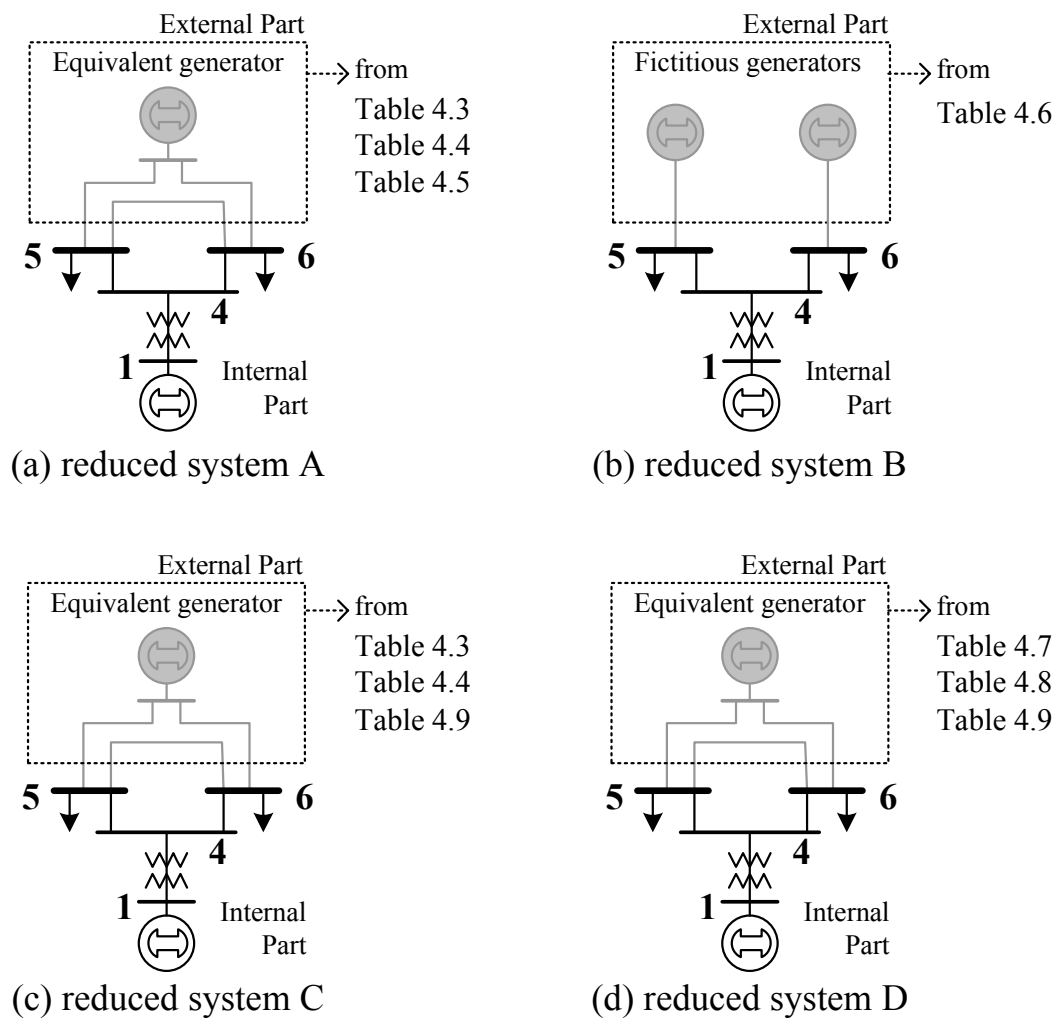 External Part
Equivalent generator
from
Table 4.3
Table 4.4
Table 4.5
5
6
4
1
Internal
Part
(a) reduced system A
External Part
Fictitious generators
from
Table 4.6
5
6
4
1
Internal
Part
(b) reduced system B
External Part
Equivalent generator
from
Table 4.3
Table 4.4
Table 4.9
5
6
4
1
Internal
Part
(c) reduced system C
External Part
Equivalent generator
from
Table 4.7
Table 4.8
Table 4.9
5
6
4
1
Internal
Part
(d) reduced system D